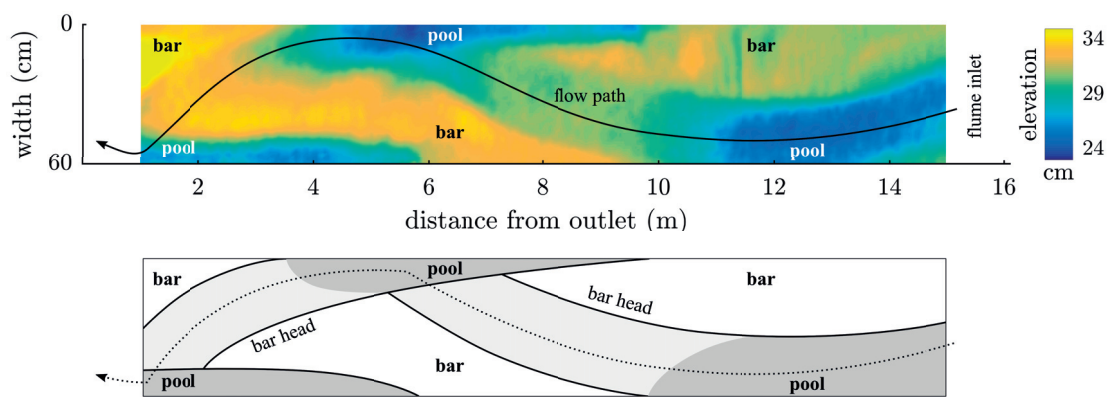 0
bar
pool
bar
35
width (cm)
flow path
flume inlet
elevation
29
bar
60
pool
pool
23
cm
2
4
6
8
10
12
14
16
distance from outlet (m)
bar
pool
bar
bar head
bar head
bar
pool
pool